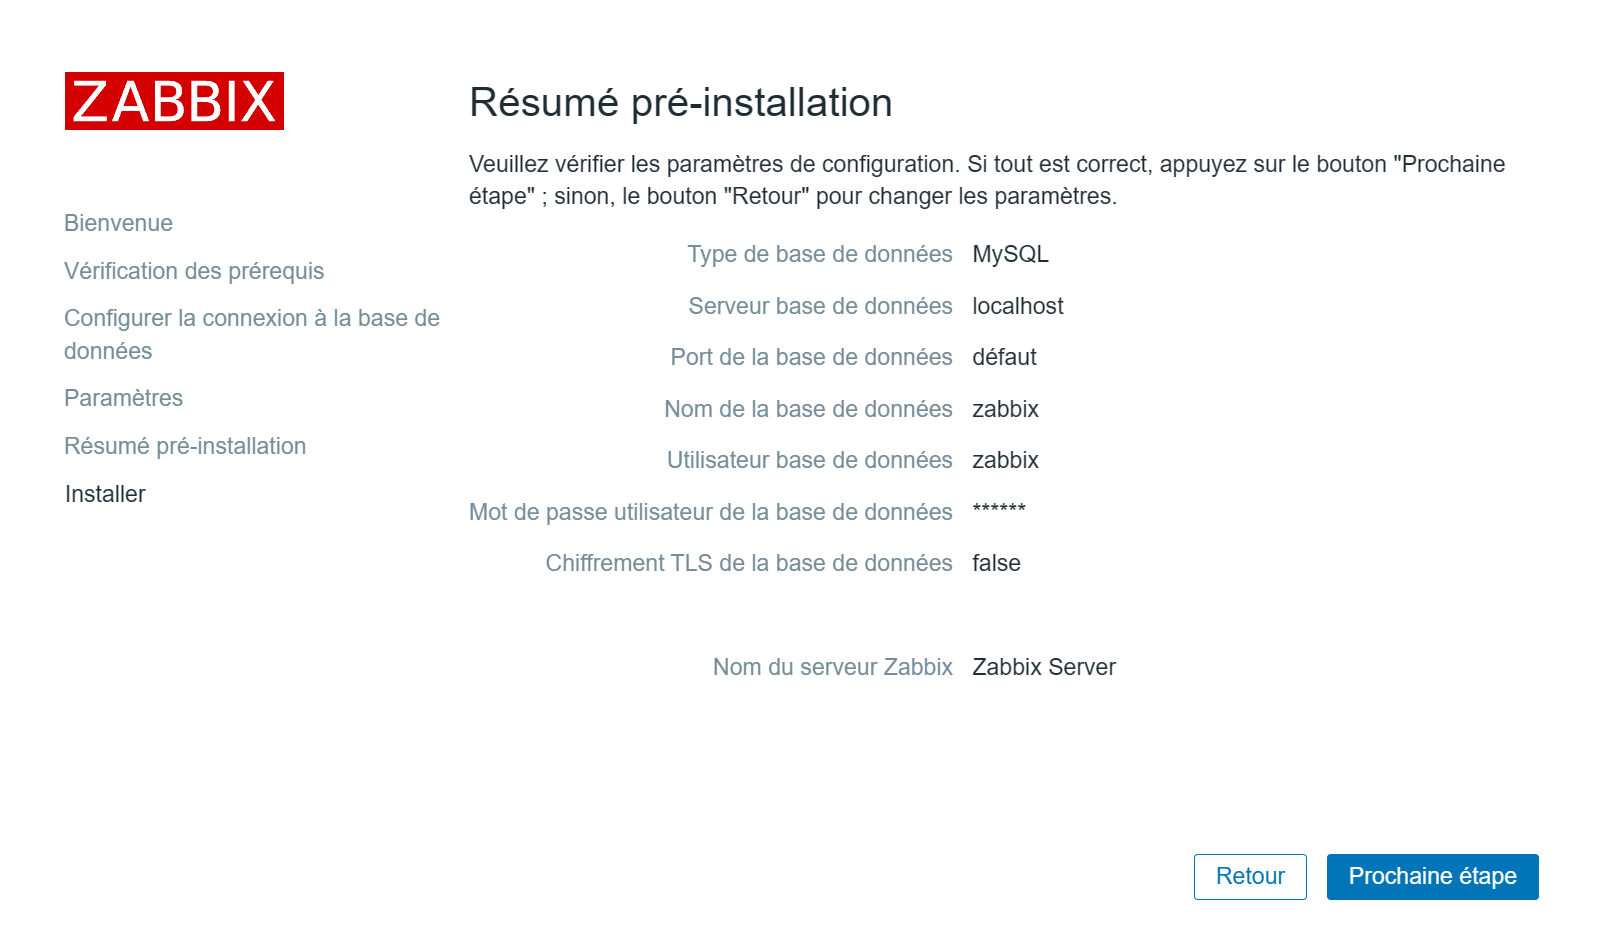 ZABBIX
Bienvenue
Vérification des prérequis
Configurer la connexion à la base de
données
Paramètres
Résumé pré-installation
Installer
Résumé pré-installation
Veuillez vérifier les paramètres de configuration. Si tout est correct, appuyez sur le bouton "Prochaine
étape" ; sinon, le bouton "Retour" pour changer les paramètres.
Type de base de données MySQL
Serveur base de données localhost
Port de la base de données défaut
Nom de la base de données zabbix
Utilisateur base de données zabbix
Mot de passe utilisateur de la base de données ******
Chiffrement TLS de la base de données false
Nom du serveur Zabbix Zabbix Server
Retour Prochaine étape